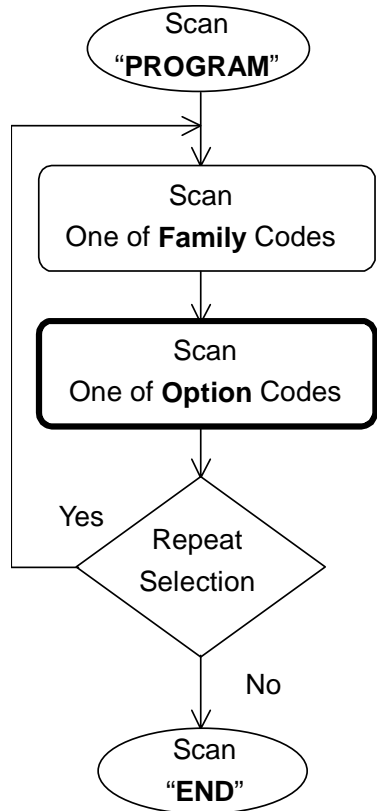 Scan
“PROGRAM”
Scan
One of Family Codes
Scan
One of Option Codes
Yes
Repeat
Selection
No
Scan
“END”